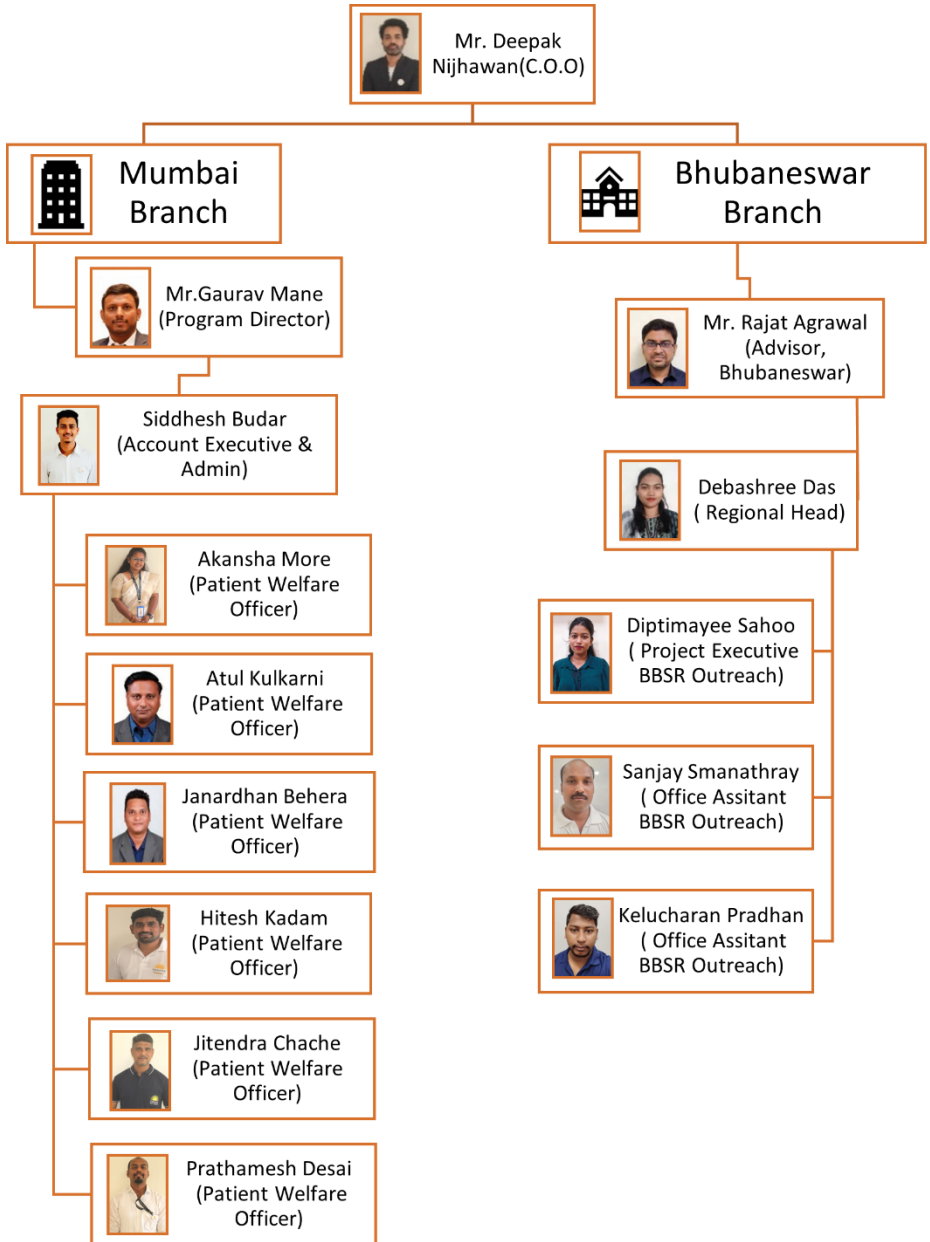 Mr. Deepak
Nijhawan(C.O.O)
Mumbai
Branch
Mr.Gaurav Mane
(Program Director)
Siddhesh Budar
(Account Executive &
Admin)
Akansha More
(Patient Welfare
Officer)
Atul Kulkarni
(Patient Welfare
Officer)
Janardhan Behera
(Patient Welfare
Officer)
Hitesh Kadam
(Patient Welfare
Officer)
Jitendra Chache
(Patient Welfare
Officer)
Prathamesh Desai
(Patient Welfare
Officer)
Bhubaneswar
Branch
Mr. Rajat Agrawal
(Advisor,
Bhubaneswar)
Debashree Das
( Regional Head)
Diptimayee Sahoo
( Project Executive
BBSR Outreach)
Sanjay Smanathray
( Office Assitant
BBSR Outreach)
Kelucharan Pradhan
( Office Assitant
BBSR Outreach)